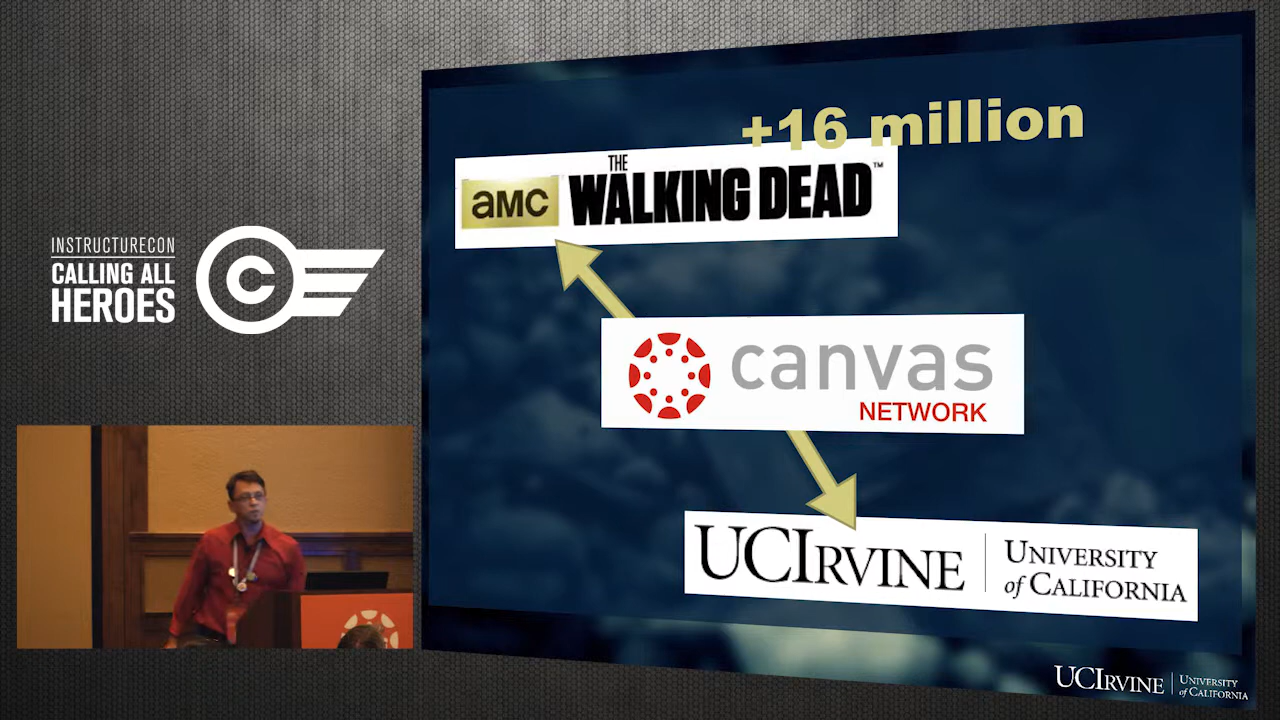 INSTRUCTURECON
CALLING ALL
HEROES
C
+16 million
aMC
THE
WALKING DEAD™
canvas
NETWORK
UCIRVINE
UNIVERSITY
of CALIFORNIA
UCIRVINE
UNIVERSITY
of CALIFORNIA